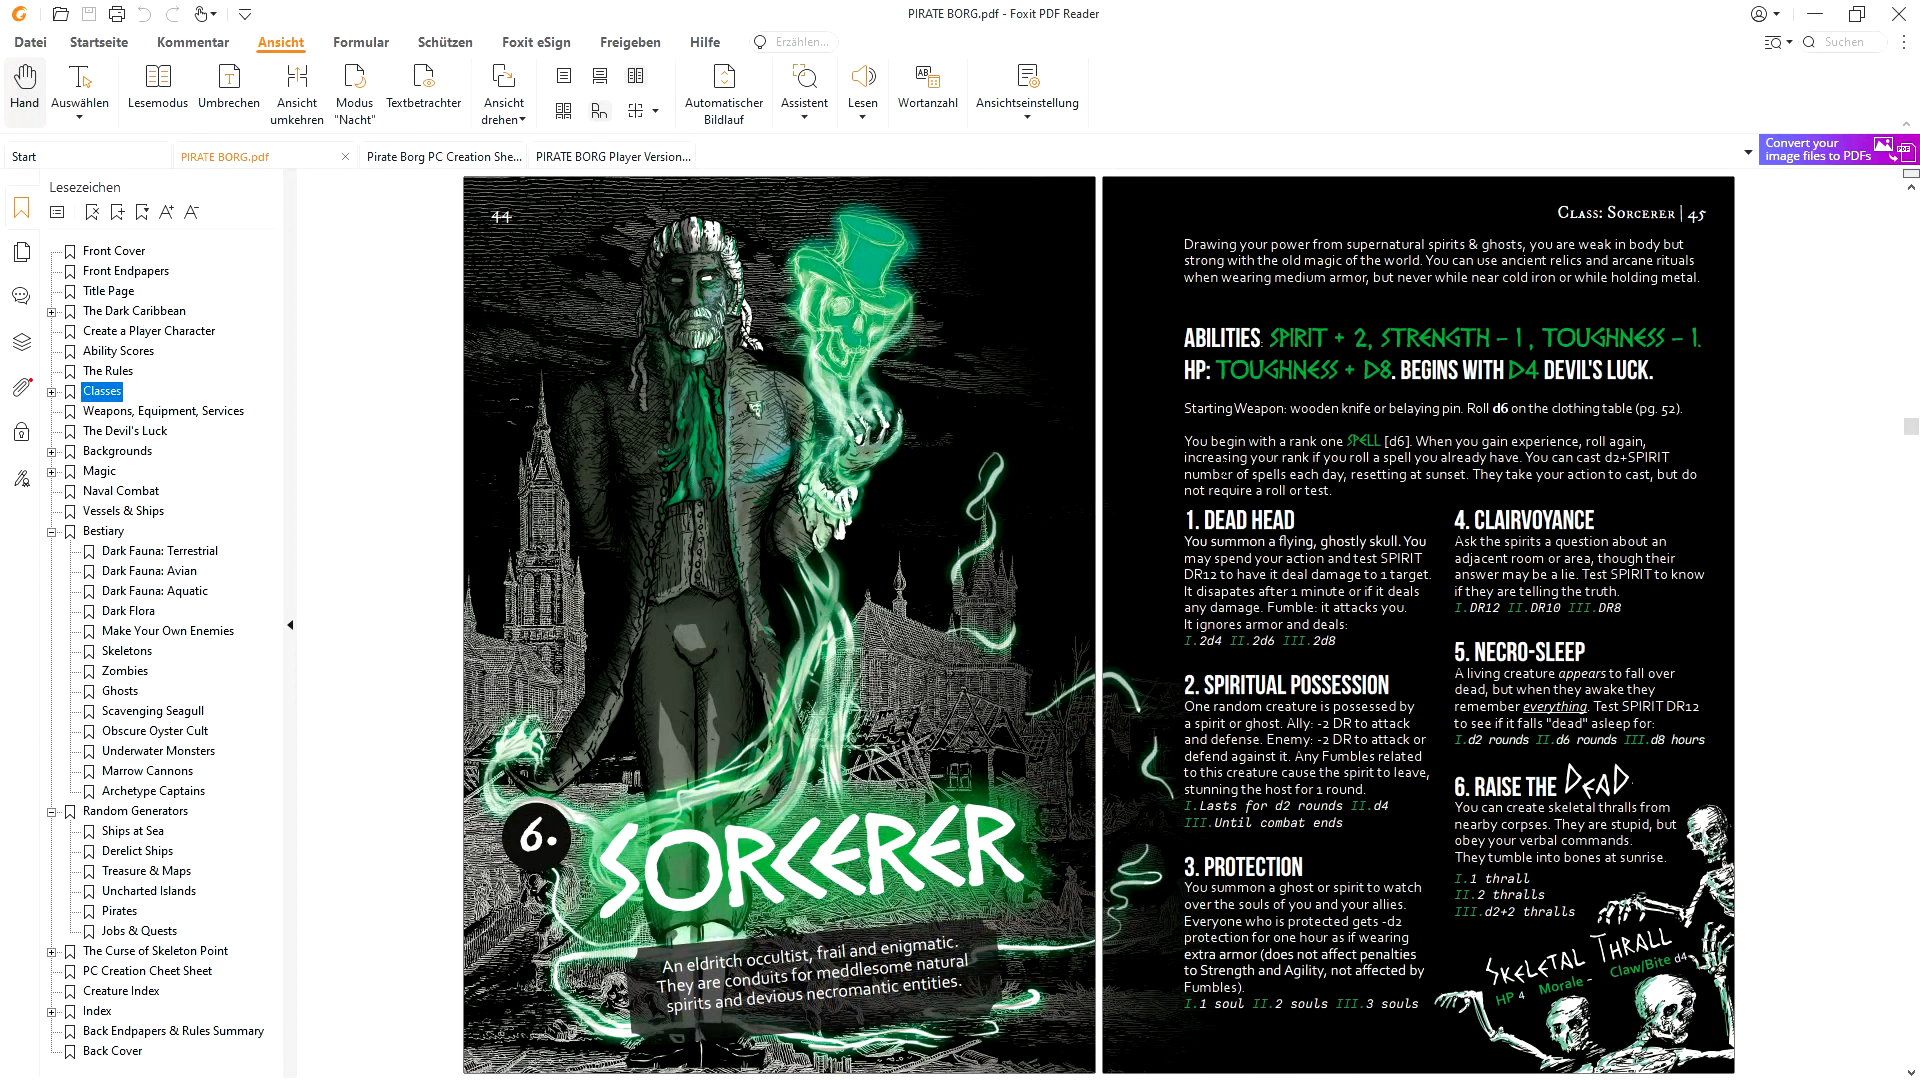 PIRATE BORG.pdf - Foxit PDF Reader
Datei Startseite Kommentar Ansicht Formular Schützen Foxit eSign Freigeben Hilfe Erzählen... Suchen
Hand Auswählen Lesemodus Umbrechen Ansicht umkehren Modus "Nacht" Textbetrachter Ansicht drehen Automatischer Bildlauf Assistent Lesen Wortanzahl Ansichtseinstellung
Start PIRATE BORG.pdf Pirate Borg PC Creation She... PIRATE BORG Player Version...
Convert your
image files to PDFs
Lesezeichen
Front Cover
Front Endpapers
Title Page
The Dark Caribbean
Create a Player Character
Ability Scores
The Rules
Classes
Weapons, Equipment, Services
The Devil's Luck
Backgrounds
Magic
Naval Combat
Vessels & Ships
Bestiary
Dark Fauna: Terrestrial
Dark Fauna: Avian
Dark Fauna: Aquatic
Dark Flora
Make Your Own Enemies
Skeletons
Zombies
Ghosts
Scavenging Seagull
Obscure Oyster Cult
Underwater Monsters
Marrow Cannons
Archetype Captains
Random Generators
Ships at Sea
Derelict Ships
Treasure & Maps
Uncharted Islands
Pirates
Jobs & Quests
The Curse of Skeleton Point
PC Creation Cheet Sheet
Creature Index
Index
Back Endpapers & Rules Summary
Back Cover
44
6.
SORCERER
An eldritch occultist, frail and enigmatic.
They are conduits for meddlesome natural
spirits and devious necromantic entities.
Class: Sorcerer | 45
Drawing your power from supernatural spirits & ghosts, you are weak in body but
strong with the old magic of the world. You can use ancient relics and arcane rituals
when wearing medium armor, but never while near cold iron or while holding metal.
ABILITIES: SPIRIT + 2, STRENGTH – 1, TOUGHNESS – 1.
HP: TOUGHNESS + D8. BEGINS WITH D4 DEVIL'S LUCK.
Starting Weapon: wooden knife or belaying pin. Roll d6 on the clothing table (pg. 52).
You begin with a rank one SPELL [d6]. When you gain experience, roll again,
increasing your rank if you roll a spell you already have. You can cast d2+SPIRIT
number of spells each day, resetting at sunset. They take your action to cast, but do
not require a roll or test.
1. DEAD HEAD
You summon a flying, ghostly skull. You
may spend your action and test SPIRIT
DR12 to have it deal damage to 1 target.
It disapates after 1 minute or if it deals
any damage. Fumble: it attacks you.
It ignores armor and deals:
I.2d4 II.2d6 III.2d8
2. SPIRITUAL POSSESSION
One random creature is possessed by
a spirit or ghost. Ally: -2 DR to attack
and defense. Enemy: -2 DR to attack or
defend against it. Any Fumbles related
to this creature cause the spirit to leave,
stunning the host for 1 round.
I.Lasts for d2 rounds II.d4
III.Until combat ends
3. PROTECTION
You summon a ghost or spirit to watch
over the souls of you and your allies.
Everyone who is protected gets -d2
protection for one hour as if wearing
extra armor (does not affect penalties
to Strength and Agility, not affected by
Fumbles).
I.1 soul II.2 souls III.3 souls
4. CLAIRVOYANCE
Ask the spirits a question about an
adjacent room or area, though their
answer may be a lie. Test SPIRIT to know
if they are telling the truth.
I.DR12 II.DR10 III.DR8
5. NECRO-SLEEP
A living creature appears to fall over
dead, but when they awake they
remember everything. Test SPIRIT DR12
to see if it falls "dead" asleep for:
I.d2 rounds II.d6 rounds III.d8 hours
6. RAISE THE DEAD.
You can create skeletal thralls from
nearby corpses. They are stupid, but
obey your verbal commands.
They tumble into bones at sunrise.
I.1 thrall
II.2 thralls
III.d2+2 thralls
SKELETAL THRALL
HP 4 Morale – Claw/Bite d4